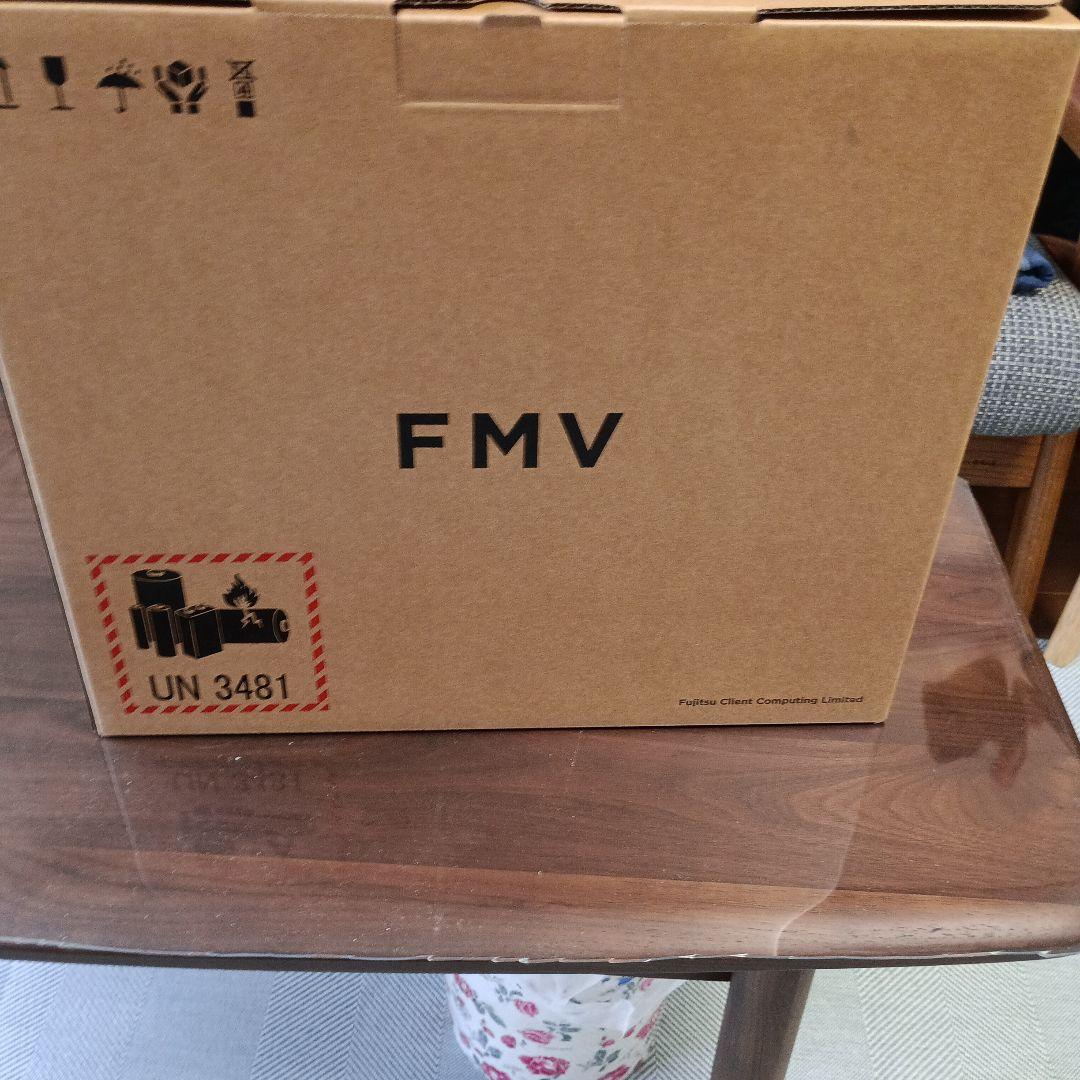 FMV
UN 3481
Fujitsu Client Computing Limited